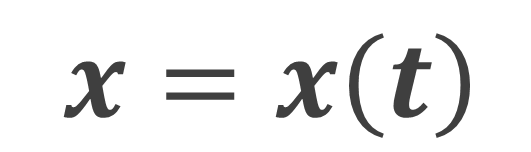 x = x(t)